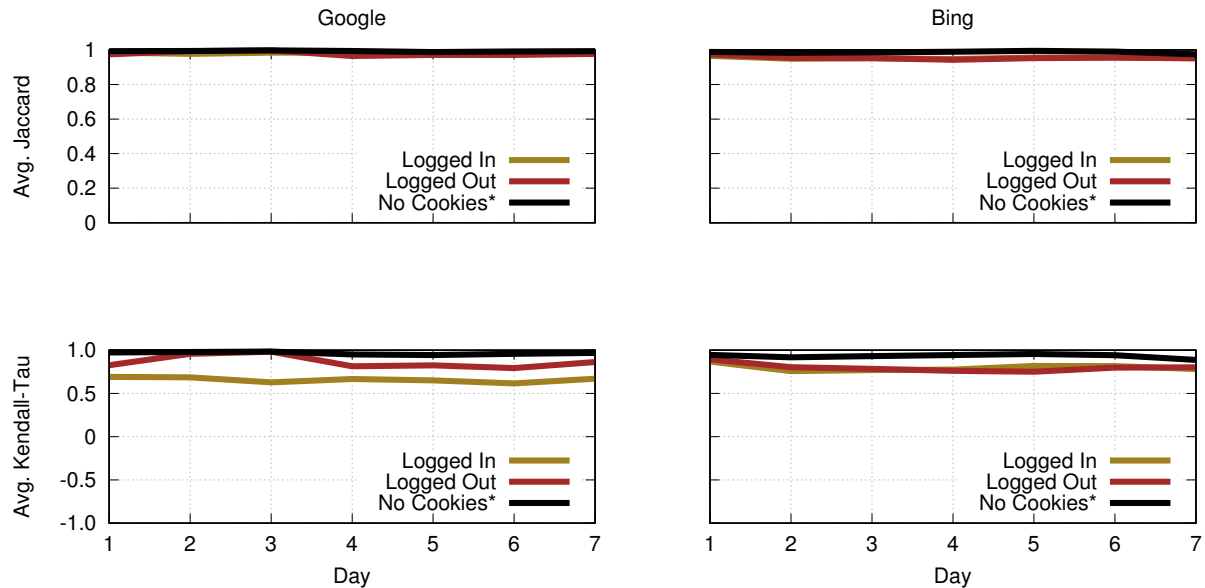 Google
Bing
Avg. Jaccard
1
0.8
0.6
0.4
0.2
0
Logged In
Logged Out
No Cookies*
Logged In
Logged Out
No Cookies*
Avg. Kendall-Tau
1.0
0.5
0
-0.5
-1.0
Logged In
Logged Out
No Cookies*
1 2 3 4 5 6 7
Day
Logged In
Logged Out
No Cookies*
1 2 3 4 5 6 7
Day